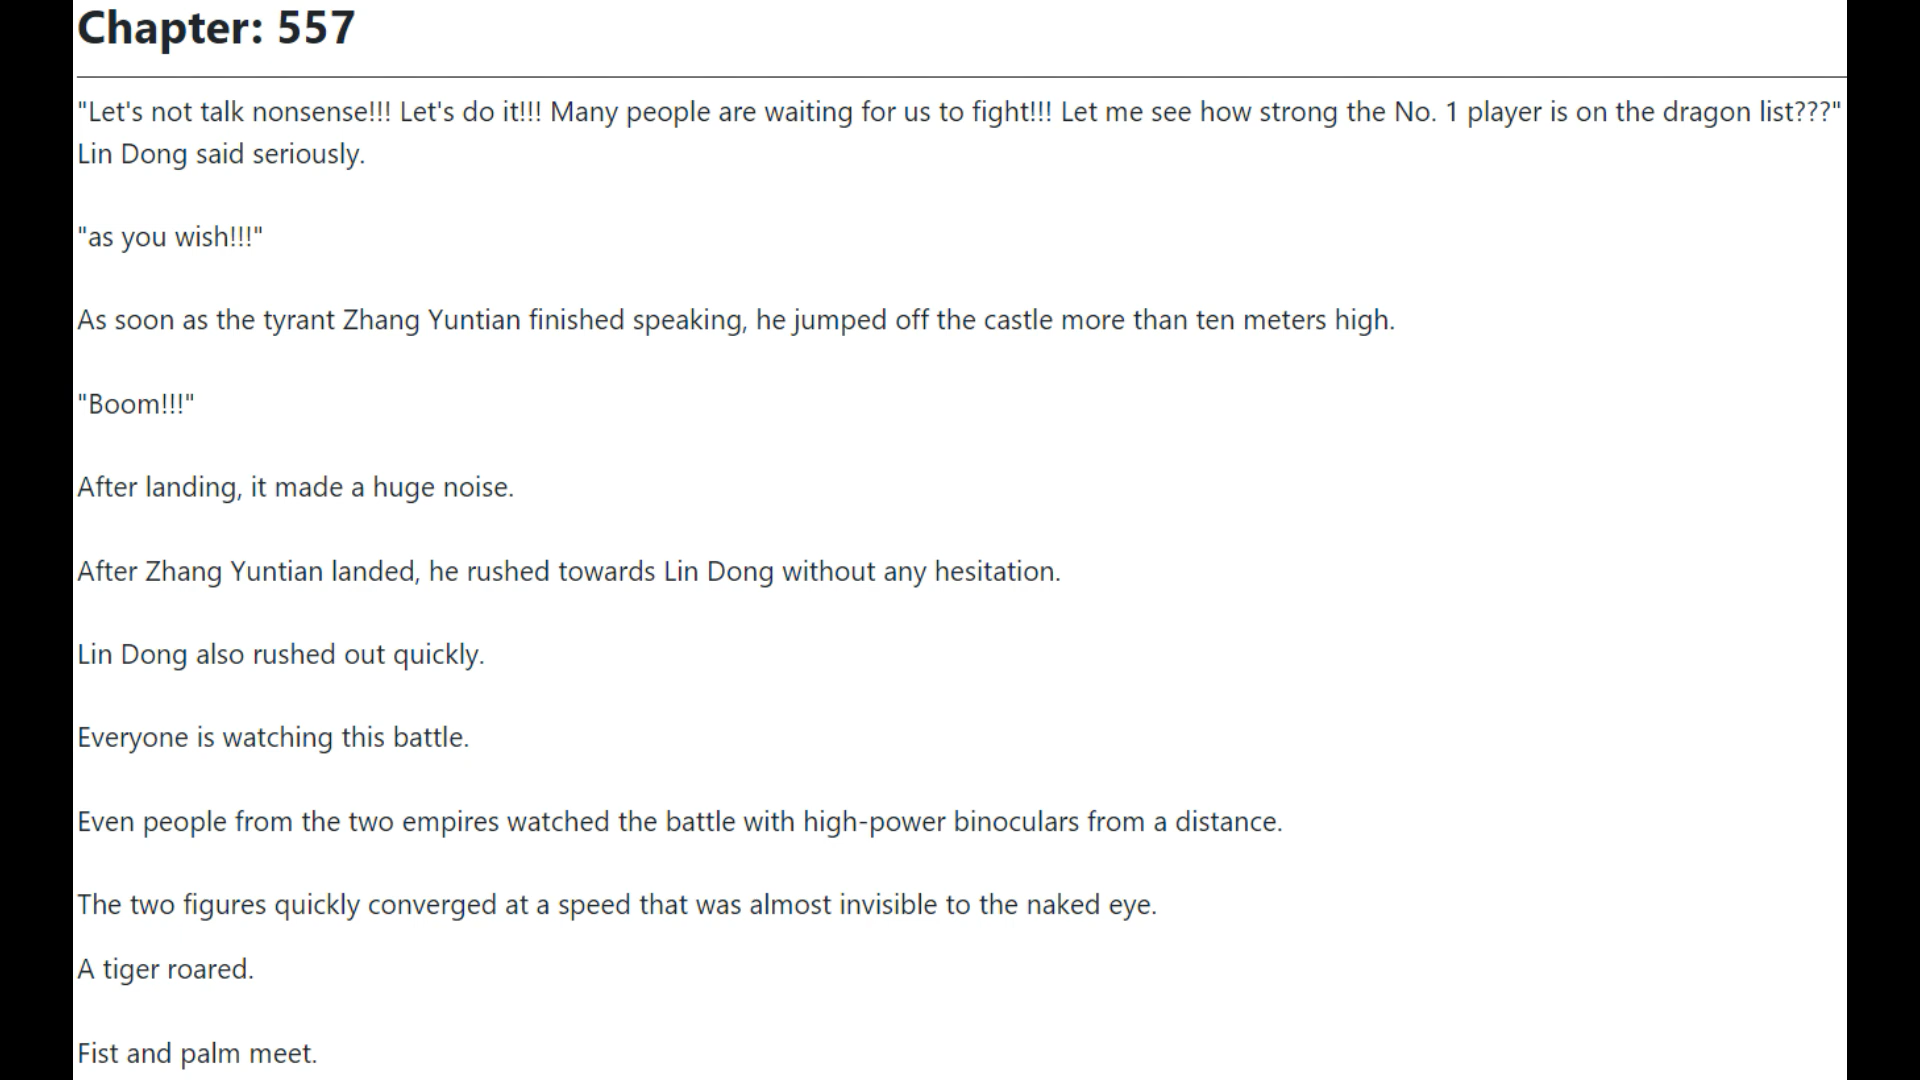 Chapter: 557
"Let's not talk nonsense!!! Let's do it!!! Many people are waiting for us to fight!!! Let me see how strong the No. 1 player is on the dragon list???"
Lin Dong said seriously.
"as you wish!!!"
As soon as the tyrant Zhang Yuntian finished speaking, he jumped off the castle more than ten meters high.
"Boom!!!"
After landing, it made a huge noise.
After Zhang Yuntian landed, he rushed towards Lin Dong without any hesitation.
Lin Dong also rushed out quickly.
Everyone is watching this battle.
Even people from the two empires watched the battle with high-power binoculars from a distance.
The two figures quickly converged at a speed that was almost invisible to the naked eye.
A tiger roared.
Fist and palm meet.